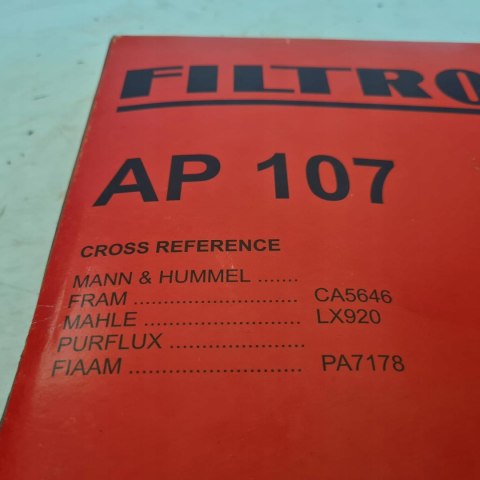 FILTRO
AP 107
CROSS REFERENCE
MANN & HUMMEL .......
FRAM ............................ CA5646
MAHLE .......................... LX920
PURFLUX .......................
FIAAM ............................ PA7178